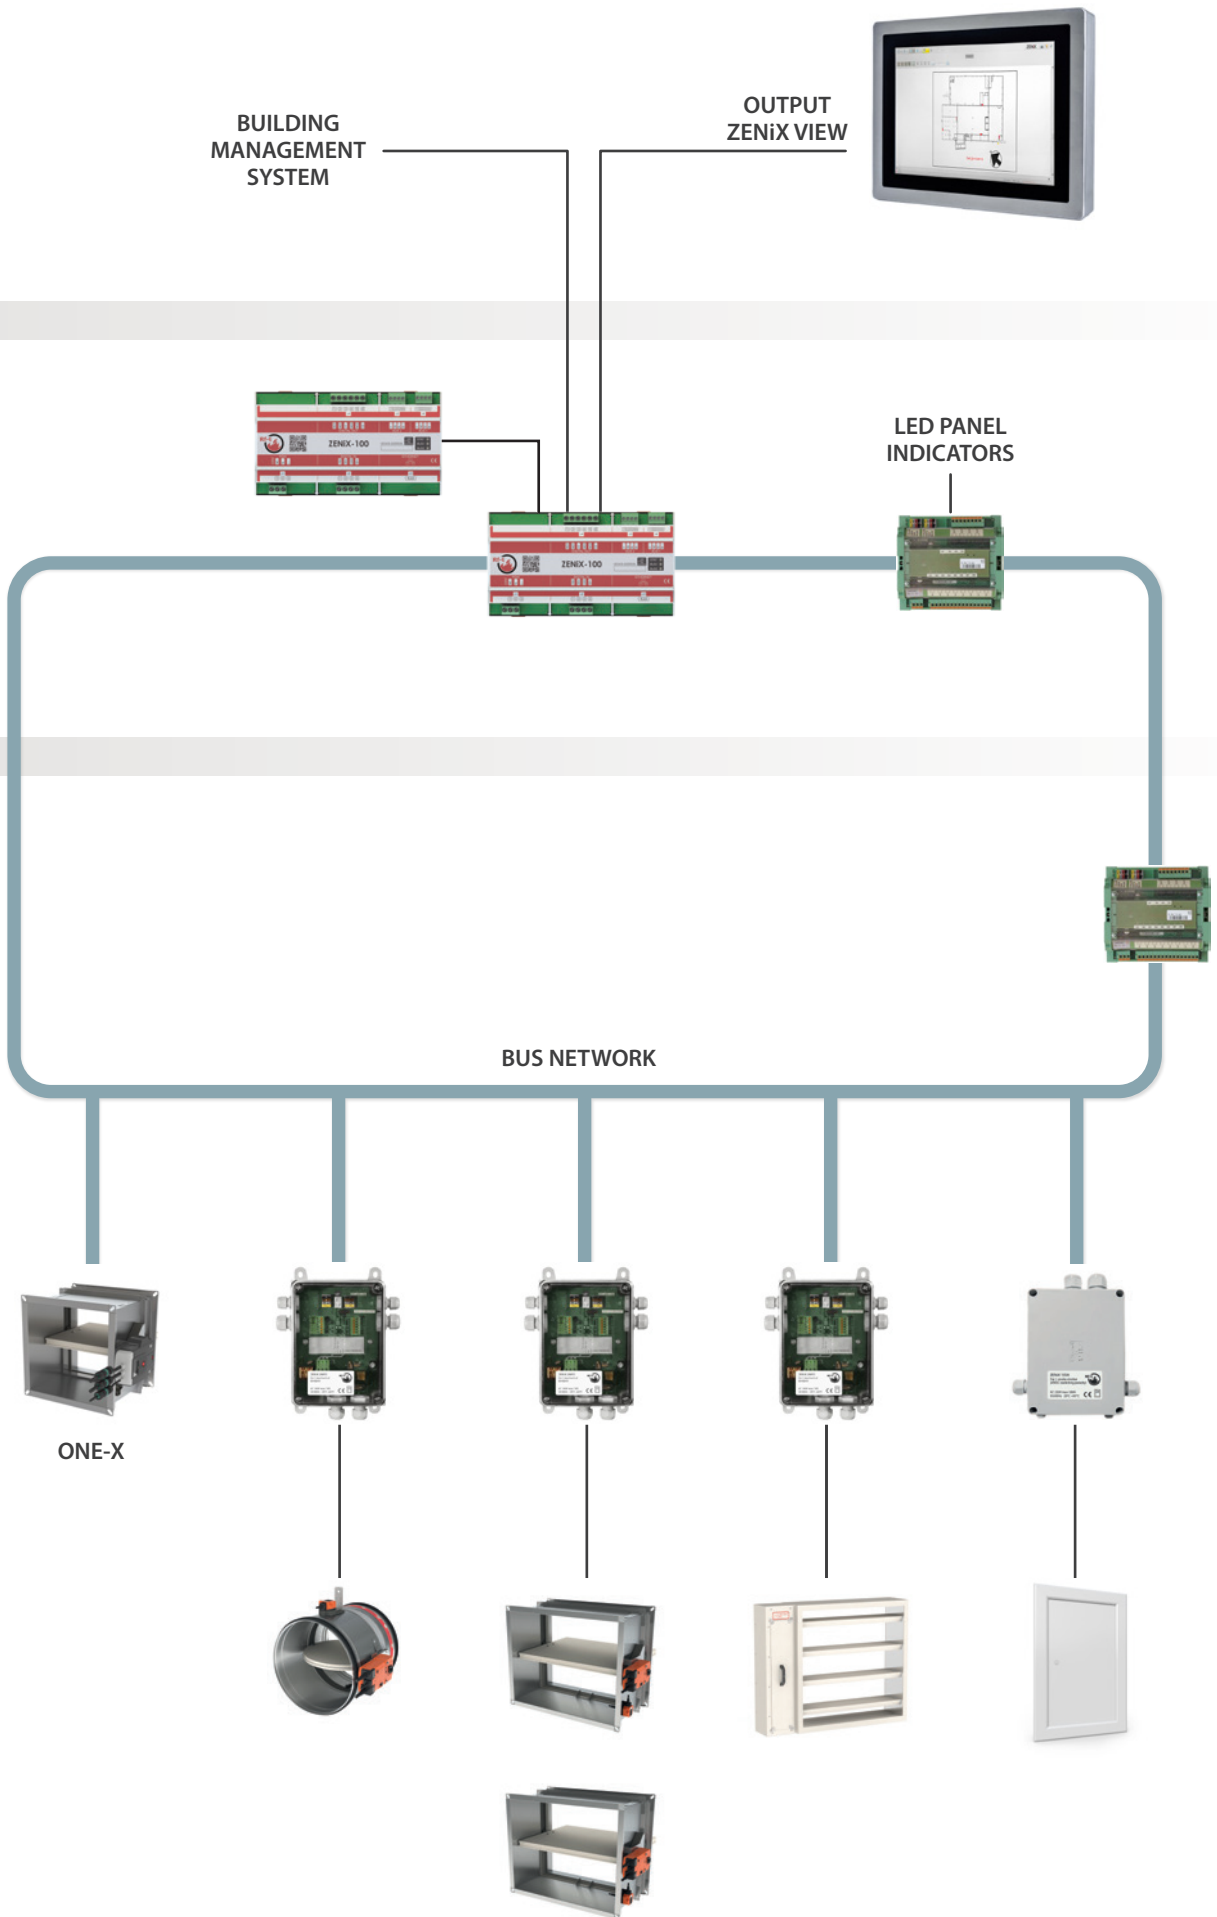 BUILDING
MANAGEMENT
SYSTEM
OUTPUT
ZENiX VIEW
ZENiX-100
LED PANEL
INDICATORS
ZENiX-100
BUS NETWORK
ONE-X